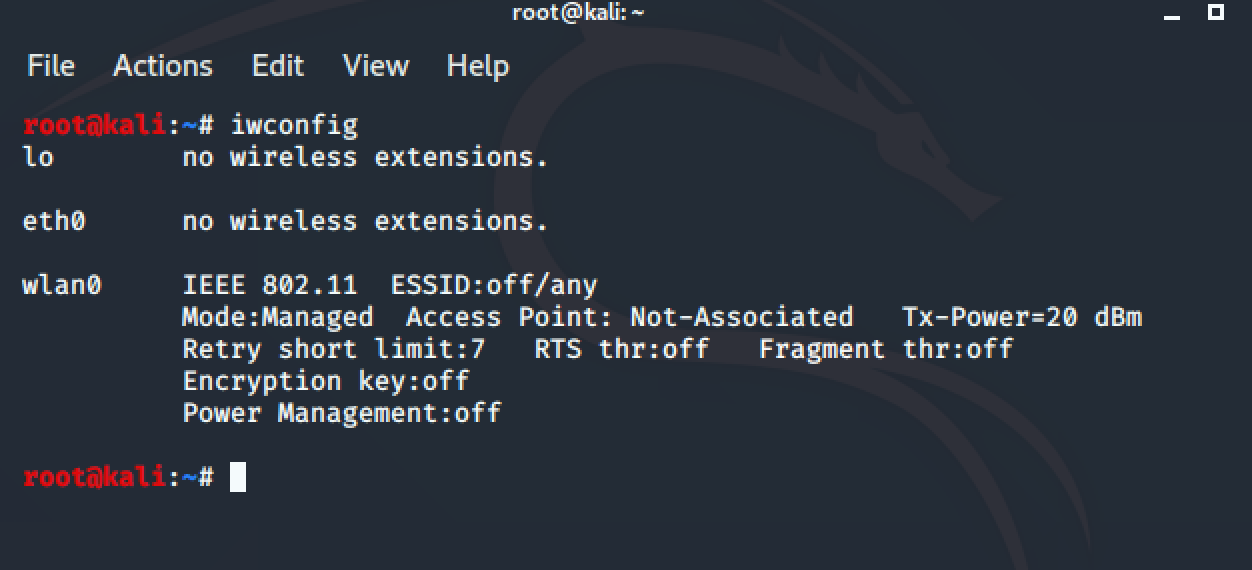 root@kali: ~
File Actions Edit View Help
root@kali:~# iwconfig
lo        no wireless extensions.
eth0      no wireless extensions.
wlan0     IEEE 802.11  ESSID:off/any
          Mode:Managed  Access Point: Not-Associated   Tx-Power=20 dBm
          Retry short limit:7   RTS thr:off   Fragment thr:off
          Encryption key:off
          Power Management:off
root@kali:~#